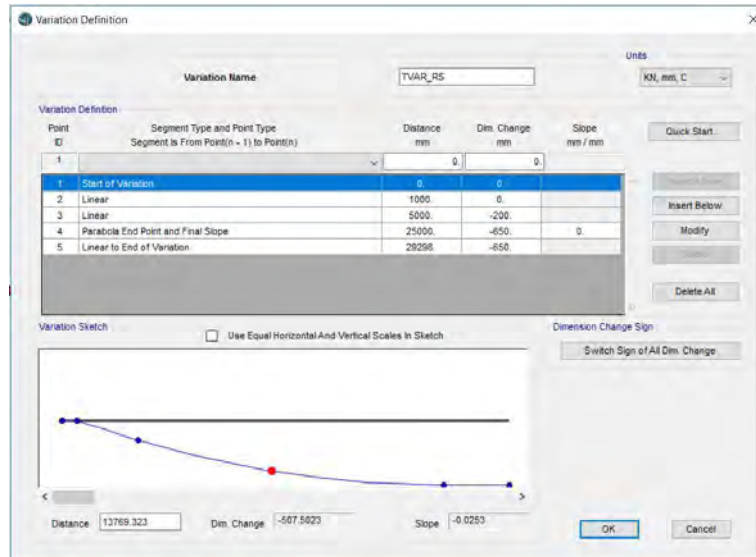 Variation Definition
Units
Variation Name TVAR_RS KN, mm, C
Variation Definition
Point Segment Type and Point Type Distance Dim. Change Slope
ID Segment Is From Point(n - 1) to Point(n) mm mm mm / mm
Quick Start...
1 0. 0.
1 Start of Variation 0. 0.
2 Linear 1000. 0.
Insert Below
3 Linear 5000. -200.
4 Parabola End Point and Final Slope 25000. -650. 0.
Modify
5 Linear to End of Variation 29298. -650.
Delete All
Variation Sketch Use Equal Horizontal And Vertical Scales In Sketch Dimension Change Sign
Switch Sign of All Dim. Change
Distance 13769.323 Dim. Change -507.5023 Slope -0.0253
OK Cancel